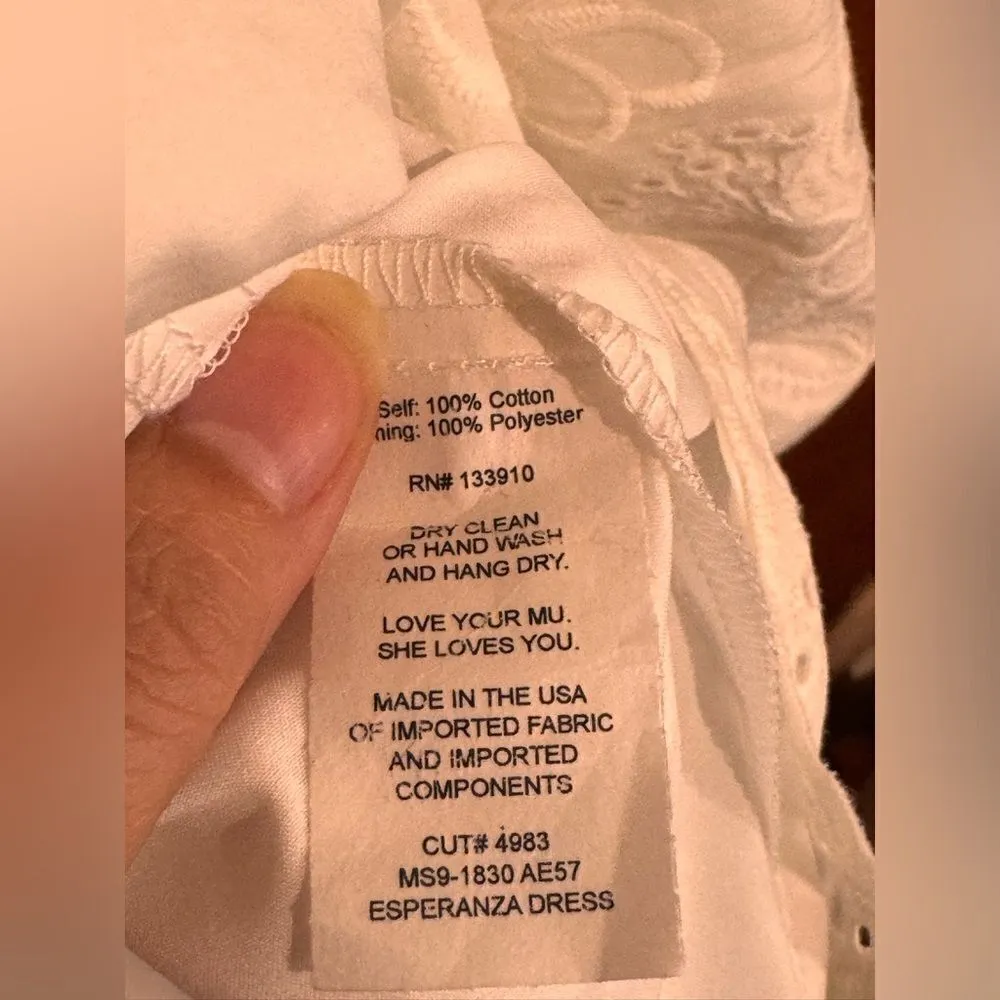 Self: 100% Cotton
ning: 100% Polyester
RN# 133910
DRY CLEAN
OR HAND WASH
AND HANG DRY.
LOVE YOUR MU.
SHE LOVES YOU.
MADE IN THE USA
OF IMPORTED FABRIC
AND IMPORTED
COMPONENTS
CUT# 4983
MS9-1830 AE57
ESPERANZA DRESS